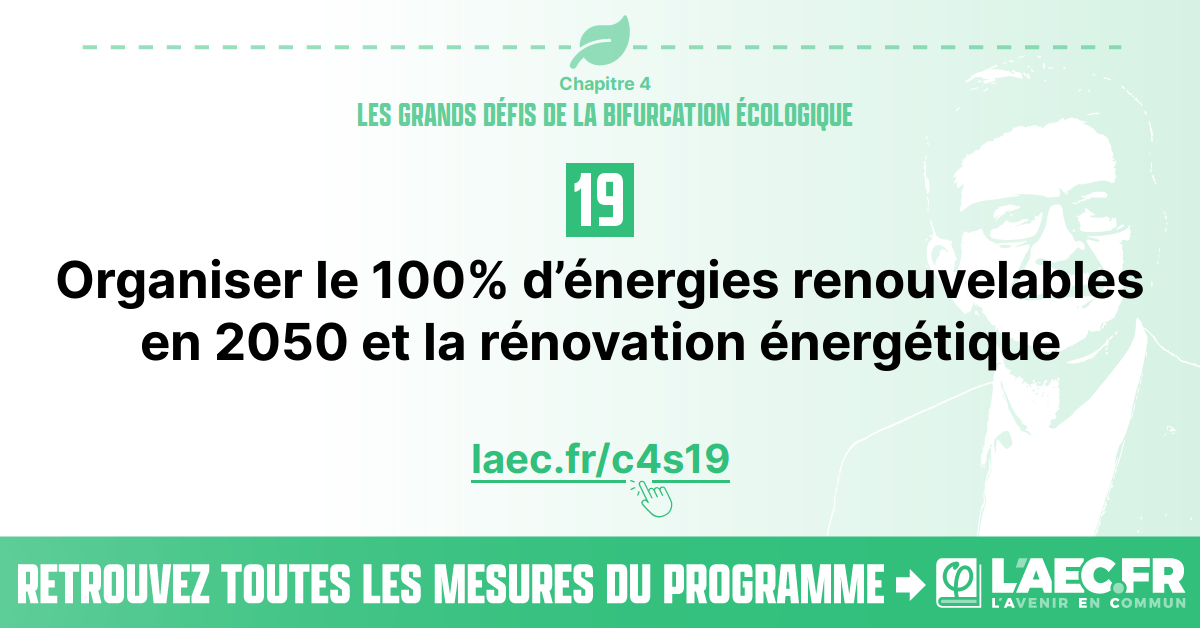 Chapitre 4
LES GRANDS DÉFIS DE LA BIFURCATION ÉCOLOGIQUE
19
Organiser le 100% d’énergies renouvelables
en 2050 et la rénovation énergétique
laec.fr/c4s19
RETROUVEZ TOUTES LES MESURES DU PROGRAMME
φ
L'AEC.FR
L'AVENIR EN COMMUN